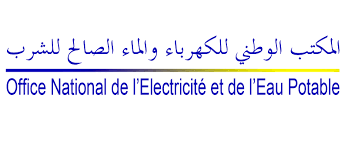 المكتب الوطني للكهرباء والماء الصالح للشرب
Office National de l'Electricité et de l'Eau Potable